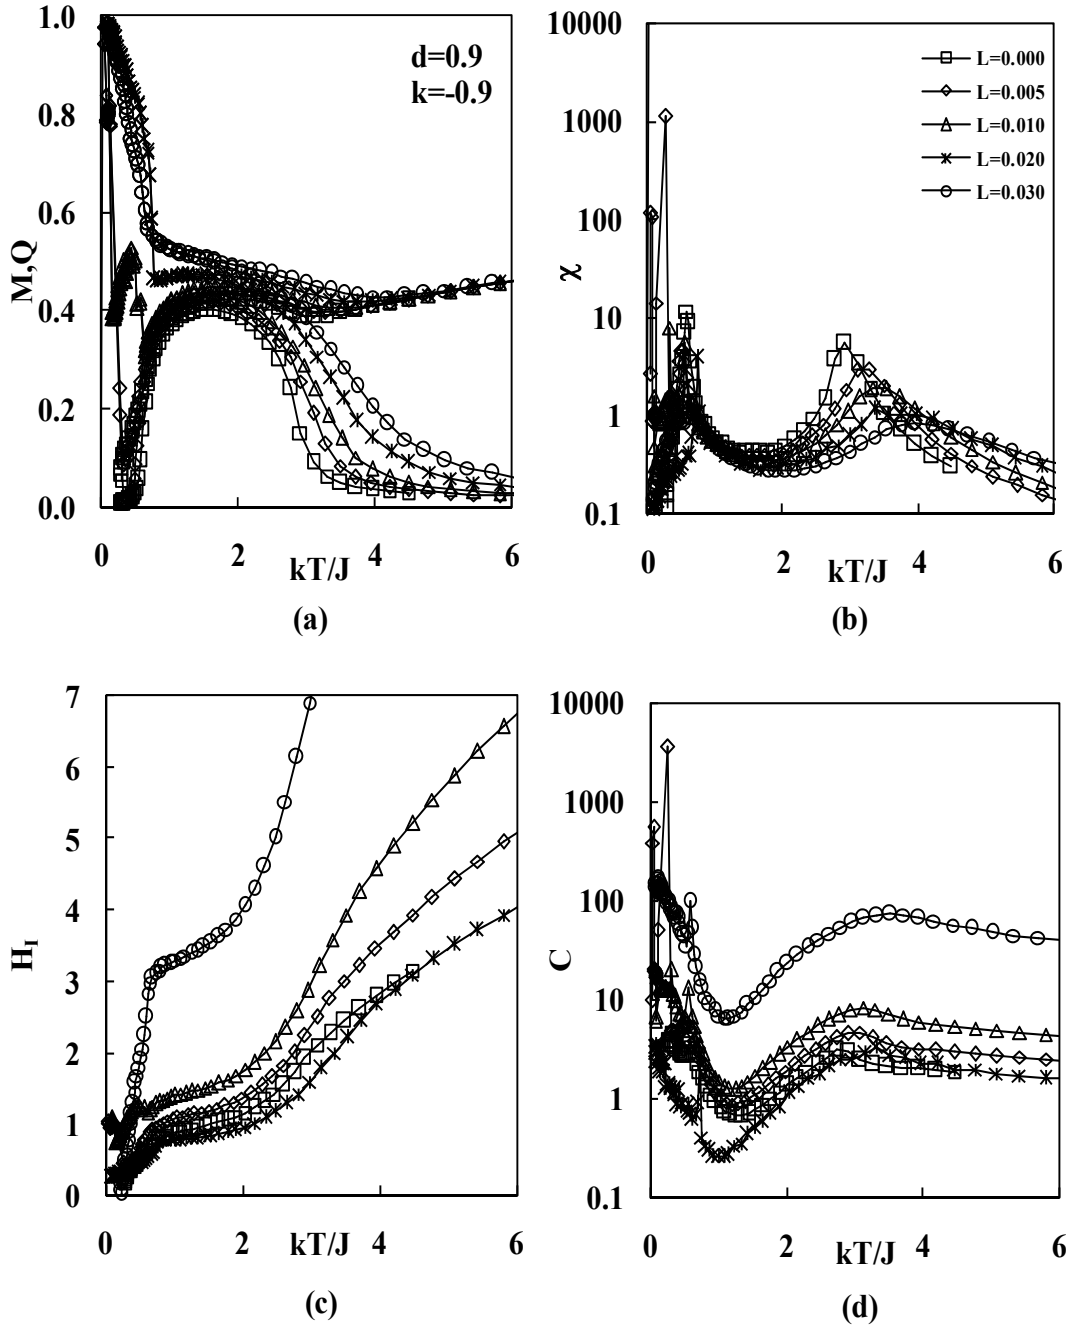 1.0
0.8
0.6
0.4
0.2
0.0
M,Q
d=0.9
k=-0.9
0 2 4 6
kT/J
(a)
10000
1000
100
10
1
0.1
χ
L=0.000
L=0.005
L=0.010
L=0.020
L=0.030
0 2 4 6
kT/J
(b)
7
6
5
4
3
2
1
0
H_I
0 2 4 6
kT/J
(c)
10000
1000
100
10
1
0.1
C
0 2 4 6
kT/J
(d)